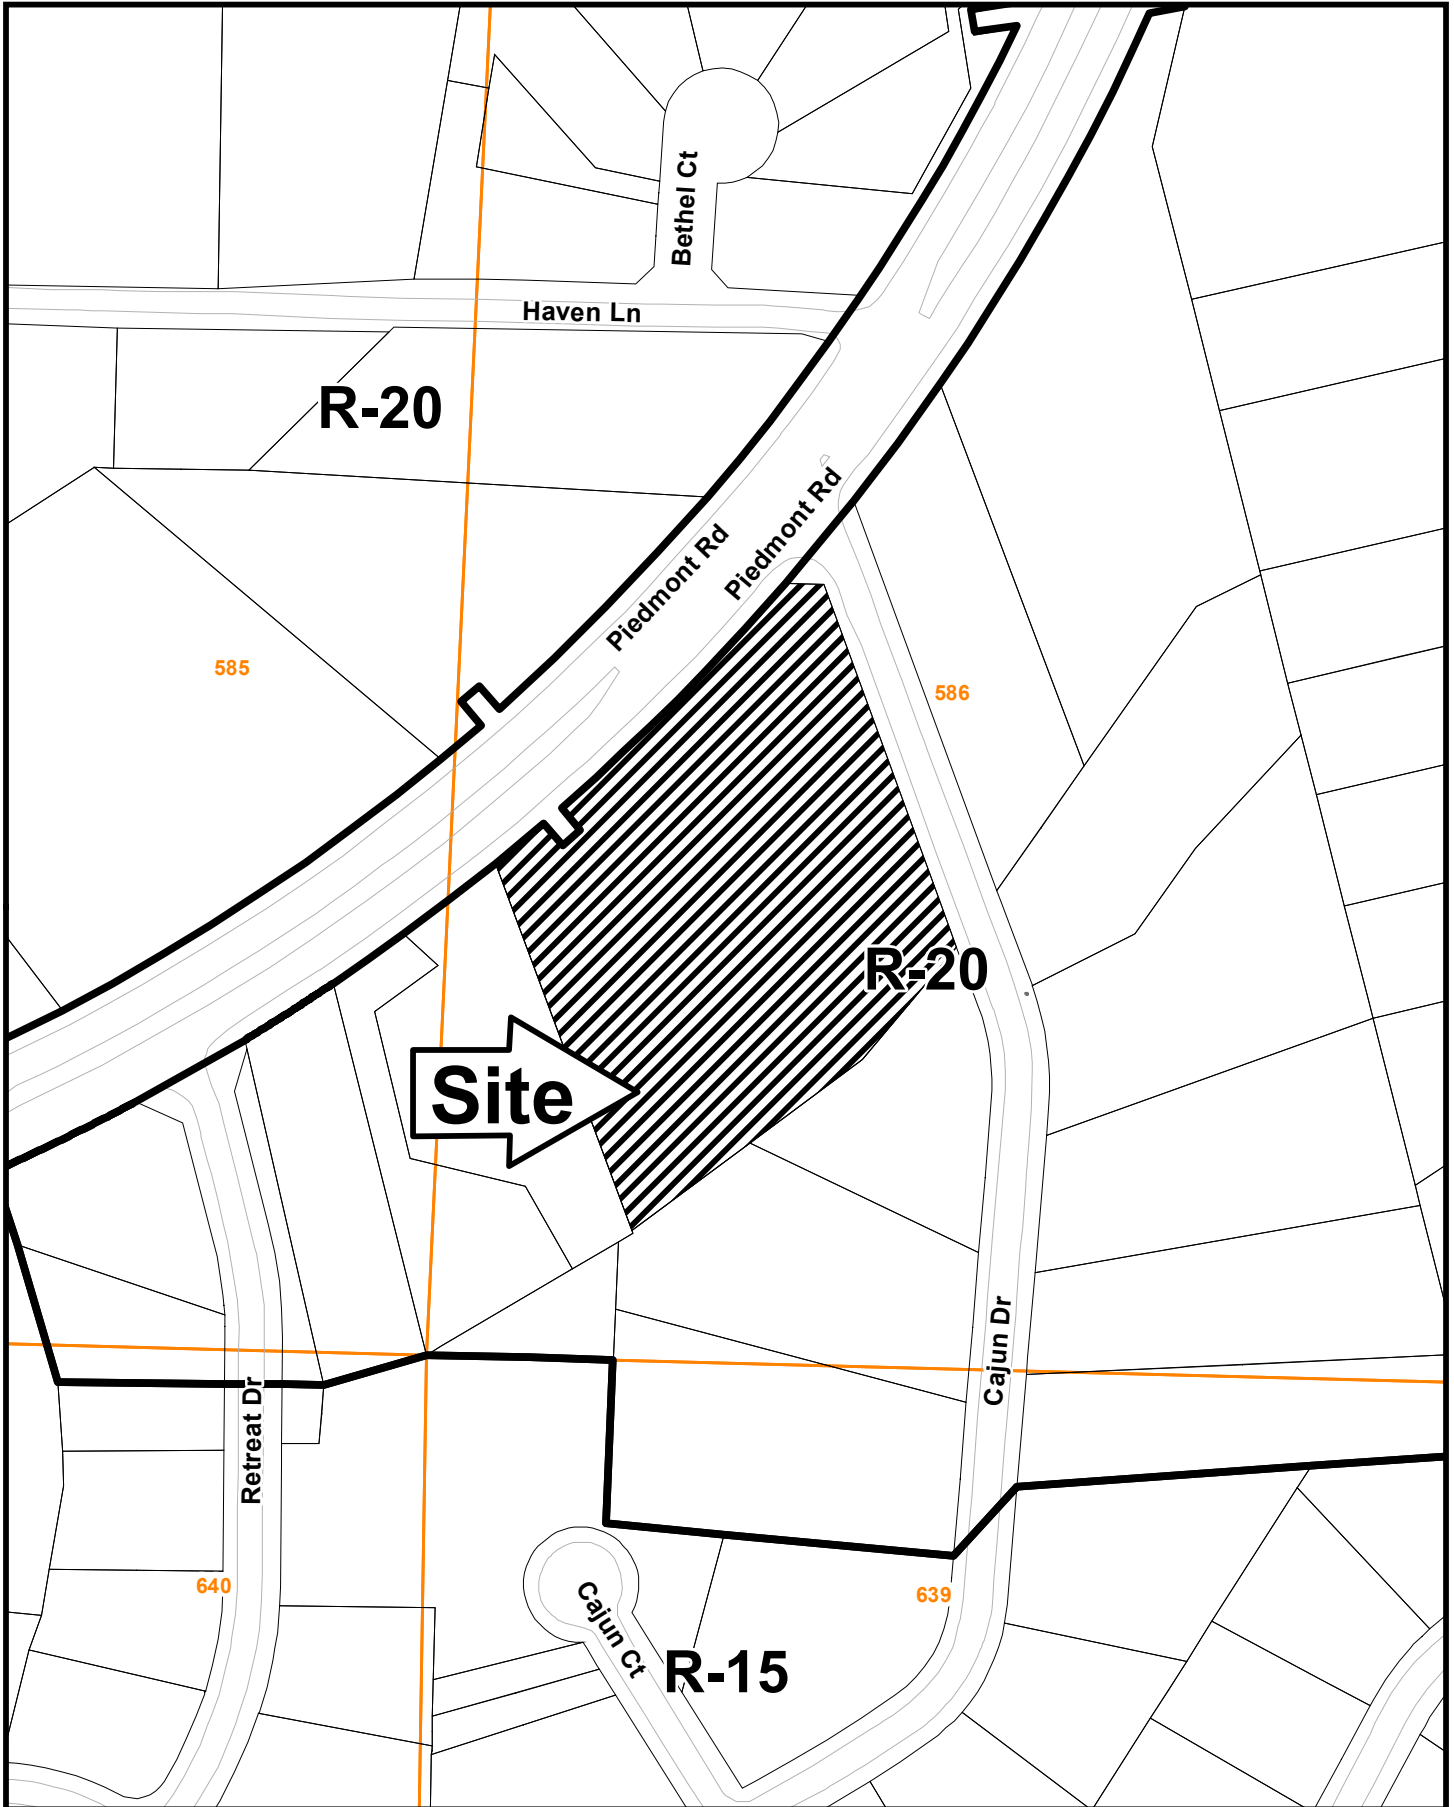 Bethel Ct
Haven Ln
R-20
Piedmont Rd
Piedmont Rd
585
586
R-20
Site
Cajun Dr
Retreat Dr
640
Cajun Ct
639
R-15